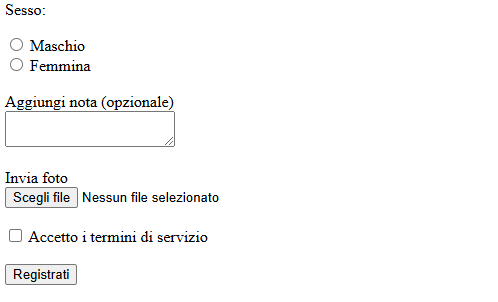 Sesso:
Maschio
Femmina
Aggiungi nota (opzionale)
Invia foto
Scegli file Nessun file selezionato
Accetto i termini di servizio
Registrati